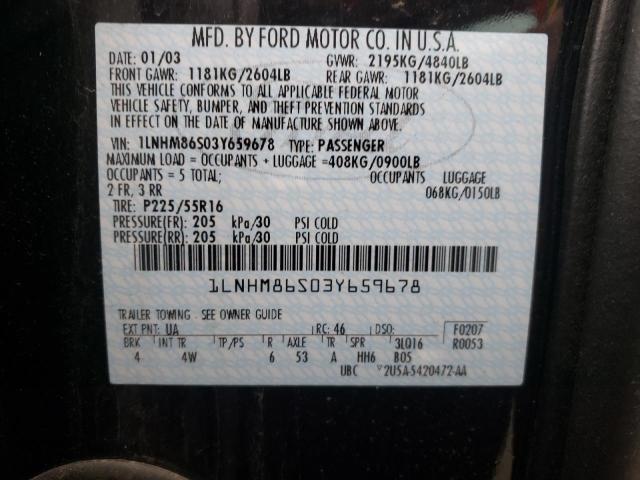 MFD. BY FORD MOTOR CO. IN U.S.A.
DATE: 01/03 GVWR: 2195KG/4840LB
FRONT GAWR: 1181KG/2604LB REAR GAWR: 1181KG/2604LB
THIS VEHICLE CONFORMS TO ALL APPLICABLE FEDERAL MOTOR
VEHICLE SAFETY, BUMPER, AND THEFT PREVENTION STANDARDS
IN EFFECT ON THE DATE OF MANUFACTURE SHOWN ABOVE.
VIN: 1LNHM86S03Y659678 TYPE: PASSENGER
MAXIMUM LOAD = OCCUPANTS + LUGGAGE =408KG/0900LB
OCCUPANTS = 5 TOTAL; OCCUPANTS LUGGAGE
2 FR, 3 RR 068KG/0150LB
TIRE: P225/55R16
PRESSURE(FR): 205 kPa/30 PSI COLD
PRESSURE(RR): 205 kPa/30 PSI COLD
1LNHM86S03Y659678
TRAILER TOWING - SEE OWNER GUIDE
EXT PNT: UA RC: 46 DSO: F0207
BRK INT TR TP/PS R AXLE TR SPR 3LQ16 R0053
4 4W 6 53 A HH6 B05
UBC ▽2U5A-5420472-AA